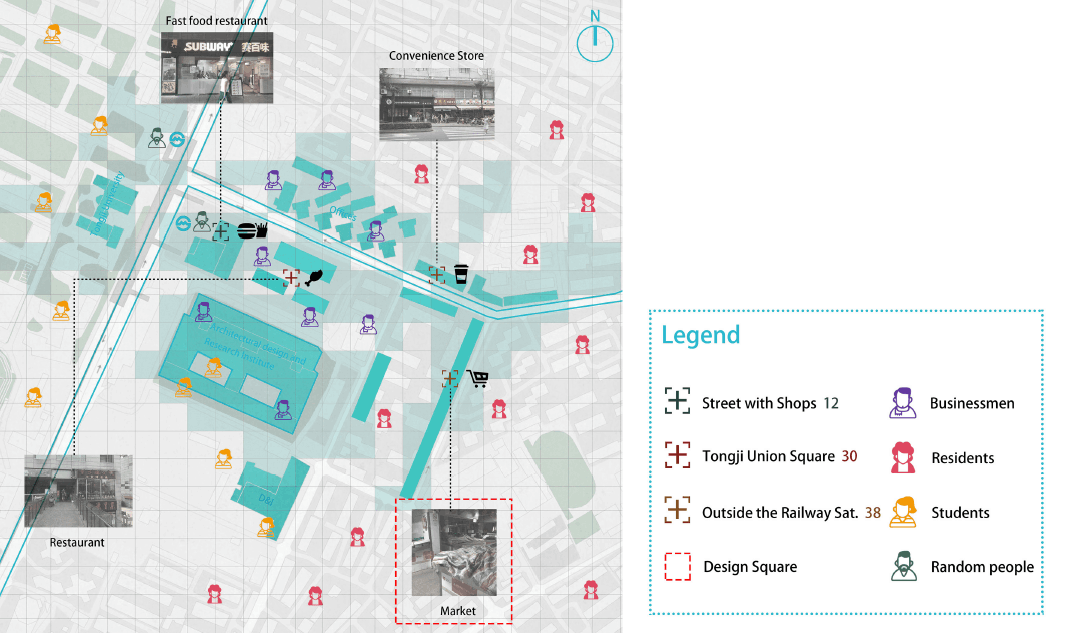 Fast food restaurant
N
SUBWAY 赛百味
Convenience Store
Tongji University
Offices
Architectural design and
Research Institute
D&I
Restaurant
Market
Legend
Street with Shops 12
Businessmen
Tongji Union Square 30
Residents
Outside the Railway Sat. 38
Students
Design Square
Random people